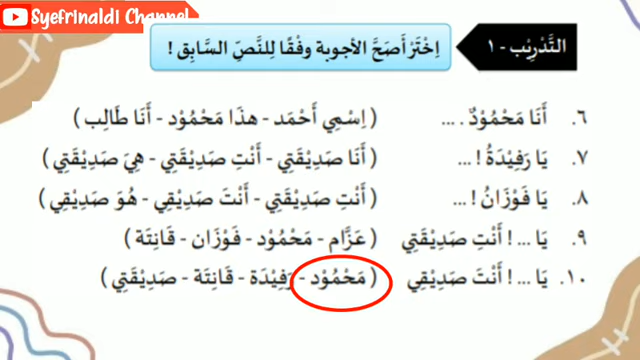 Syefrinaldi Channel
التَّدْرِيْب - ١
اِخْتَرْ أَصَحَّ الأجوبة وفْقًا لِلنَّصِّ السَّابِق !
٦. أَنَا مَحْمُوْدٌ . ... ( اِسْمِي أَحْمَد - هذَا مَحْمُوْد - أَنَا طَالِب )
٧. يَا رَفِيْدَةُ ! ... ( أَنَا صَدِيْقَتِي - أَنْتِ صَدِيْقَتِي - هِيَ صَدِيْقَتِي )
٨. يَا فَوْزَانُ ! ... ( أَنْتِ صَدِيْقَتِي - أَنْتَ صَدِيْقِي - هُوَ صَدِيْقِي )
٩. يَا ... ! أَنْتِ صَدِيْقَتِي ( عَزَّام - مَحْمُوْد - فَوْزَان - قَانِتَة )
١٠. يَا ... ! أَنْتَ صَدِيْقِي ( مَحْمُوْد - رَفِيْدَة - قَانِتَة - صَدِيْقَتِي )